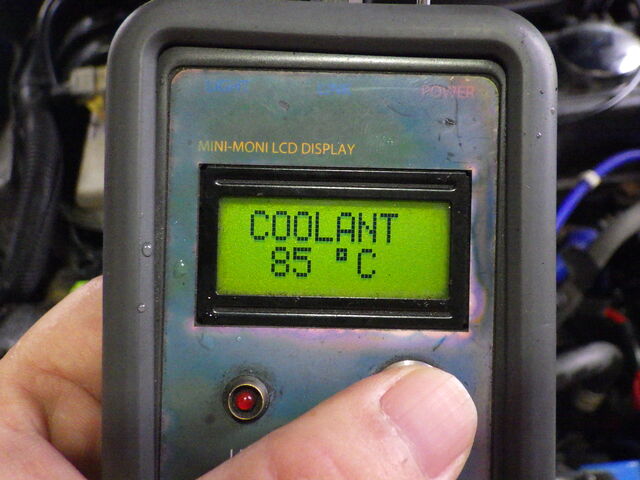 LIGHT LINK POWER
MINI-MONI LCD DISPLAY
COOLANT
85 °C